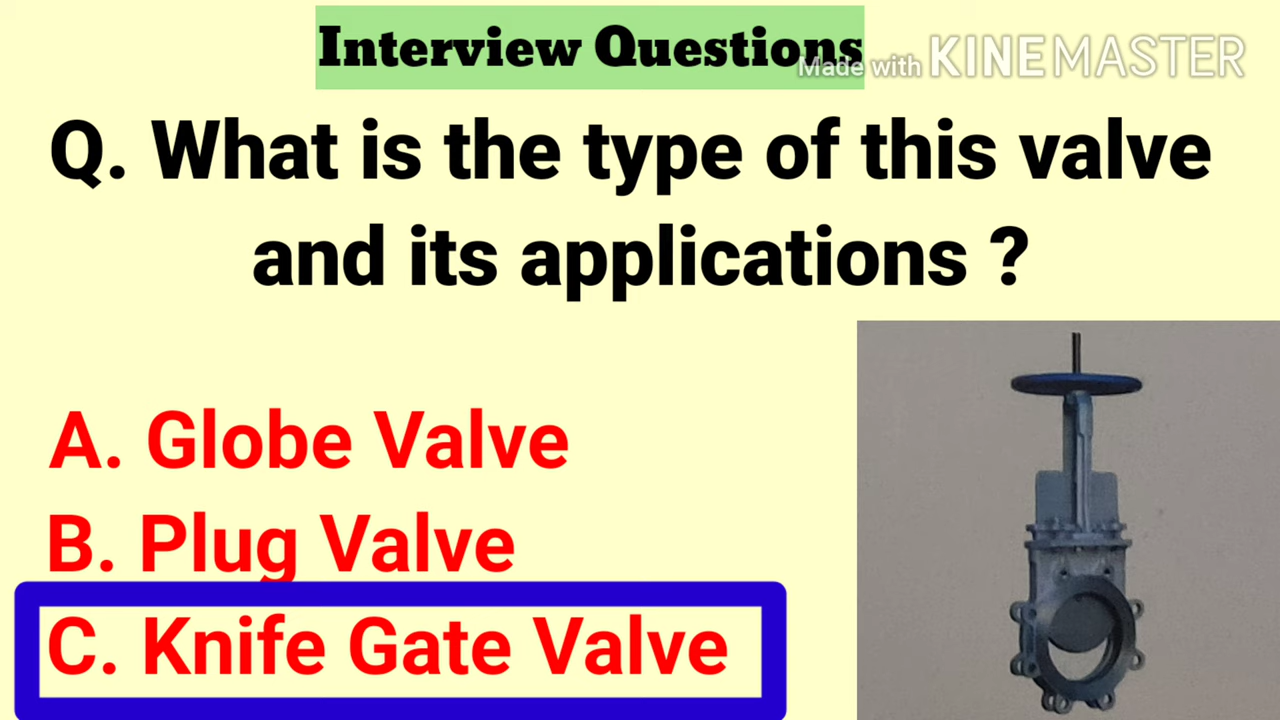 Interview Questions
Made with KINEMASTER
Q. What is the type of this valve
and its applications ?
A. Globe Valve
B. Plug Valve
C. Knife Gate Valve